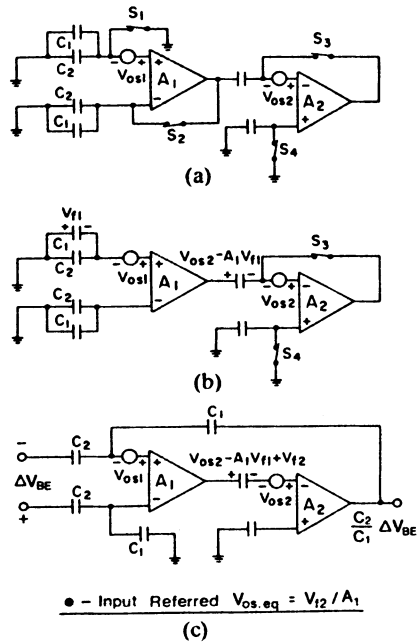 S1
C1
C2
Vos1
+
−
A1
S3
Vos2
−
+
A2
C2
C1
S2
S4
(a)
Vf1
+ −
C1
C2
− +
Vos1
+
−
A1
Vos2−A1Vf1
+ −
S3
− +
Vos2
−
+
A2
C2
C1
S4
(b)
C1
−
C2
− +
Vos1
ΔVBE
+
−
A1
Vos2−A1Vf1+Vf2
+ −
− +
Vos2
−
+
A2
C2/C1 ΔVBE
+
C2
C1
● − Input Referred Vos.eq = Vf2 / A1
(c)